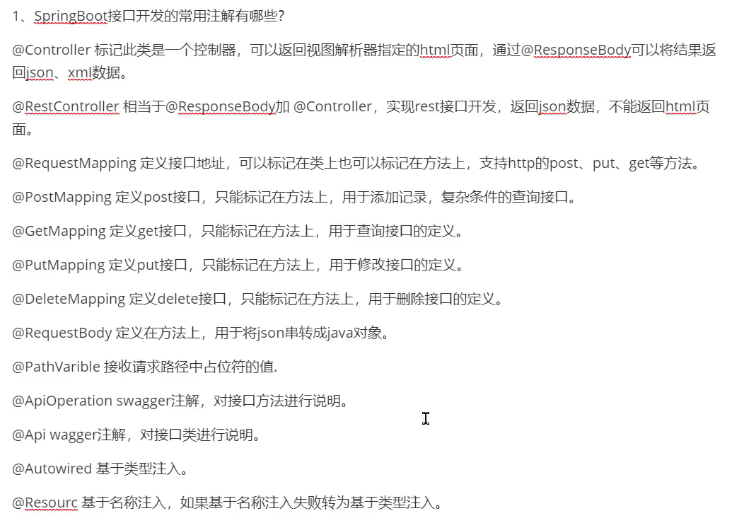 1、SpringBoot接口开发的常用注解有哪些？
@Controller 标记此类是一个控制器，可以返回视图解析器指定的html页面，通过@ResponseBody可以将结果返
回json、xml数据。
@RestController 相当于@ResponseBody加 @Controller，实现rest接口开发，返回json数据，不能返回html页
面。
@RequestMapping 定义接口地址，可以标记在类上也可以标记在方法上，支持http的post、put、get等方法。
@PostMapping 定义post接口，只能标记在方法上，用于添加记录，复杂条件的查询接口。
@GetMapping 定义get接口，只能标记在方法上，用于查询接口的定义。
@PutMapping 定义put接口，只能标记在方法上，用于修改接口的定义。
@DeleteMapping 定义delete接口，只能标记在方法上，用于删除接口的定义。
@RequestBody 定义在方法上，用于将json串转成java对象。
@PathVarible 接收请求路径中占位符的值.
@ApiOperation swagger注解，对接口方法进行说明。
@Api wagger注解，对接口类进行说明。
@Autowired 基于类型注入。
@Resourc 基于名称注入，如果基于名称注入失败转为基于类型注入。